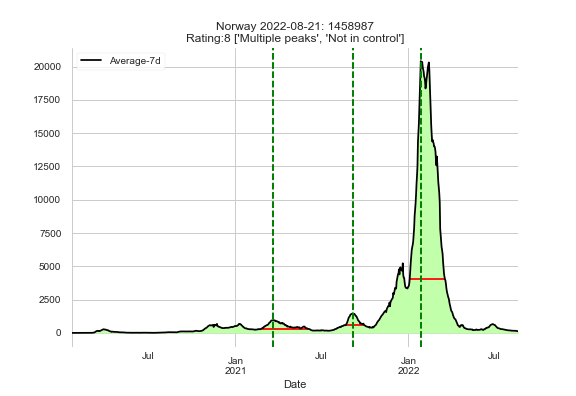 Norway 2022-08-21: 1458987
Rating:8 ['Multiple peaks', 'Not in control']
Average-7d
20000
17500
15000
12500
10000
7500
5000
2500
0
Jul
Jan
2021
Jul
Jan
2022
Jul
Date